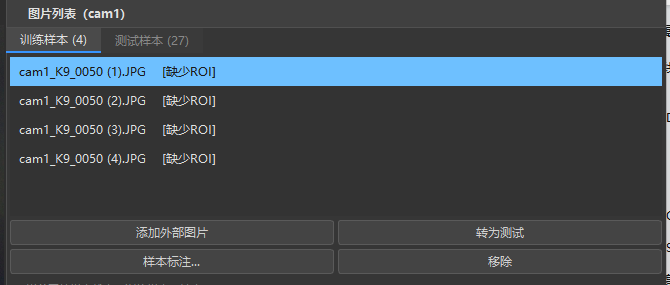 图片列表（cam1）
训练样本 (4) 测试样本 (27)
cam1_K9_0050 (1).JPG [缺少ROI]
cam1_K9_0050 (2).JPG [缺少ROI]
cam1_K9_0050 (3).JPG [缺少ROI]
cam1_K9_0050 (4).JPG [缺少ROI]
添加外部图片 转为测试
样本标注... 移除